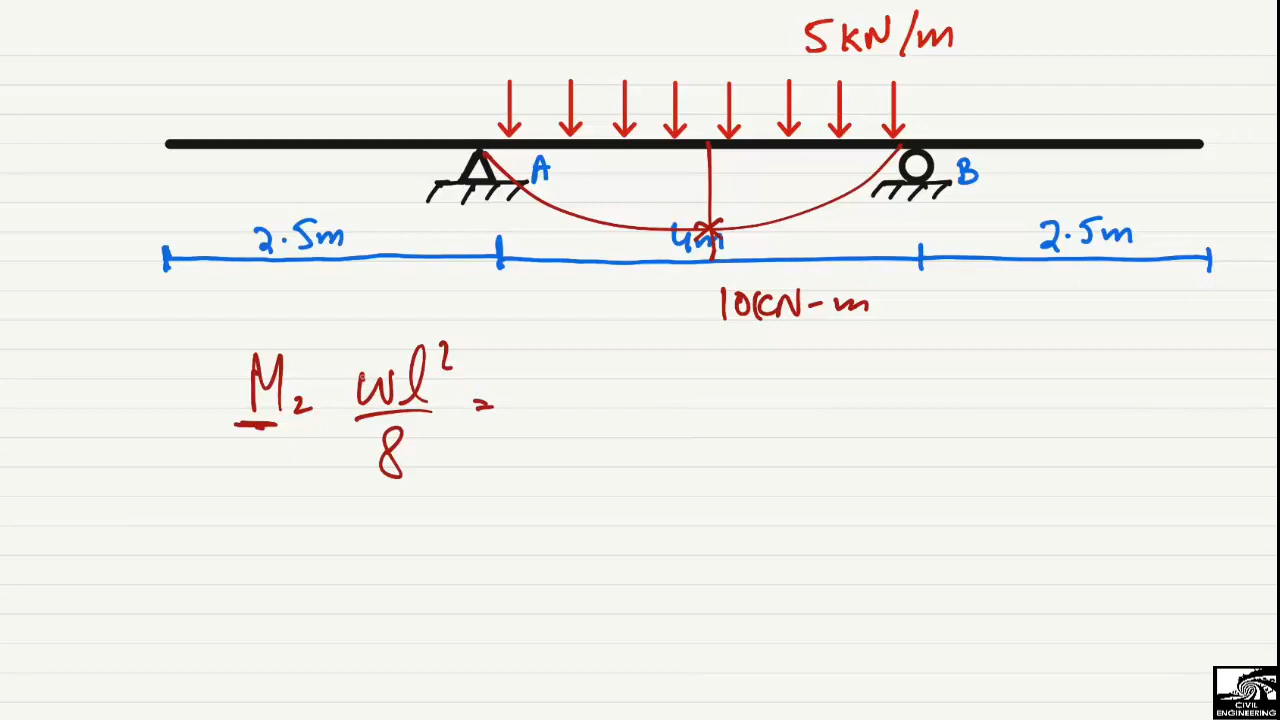 5 kN/m
A
B
2.5m
4m
2.5m
10kN-m
M = wl²
8
=
CIVIL
ENGINEERING